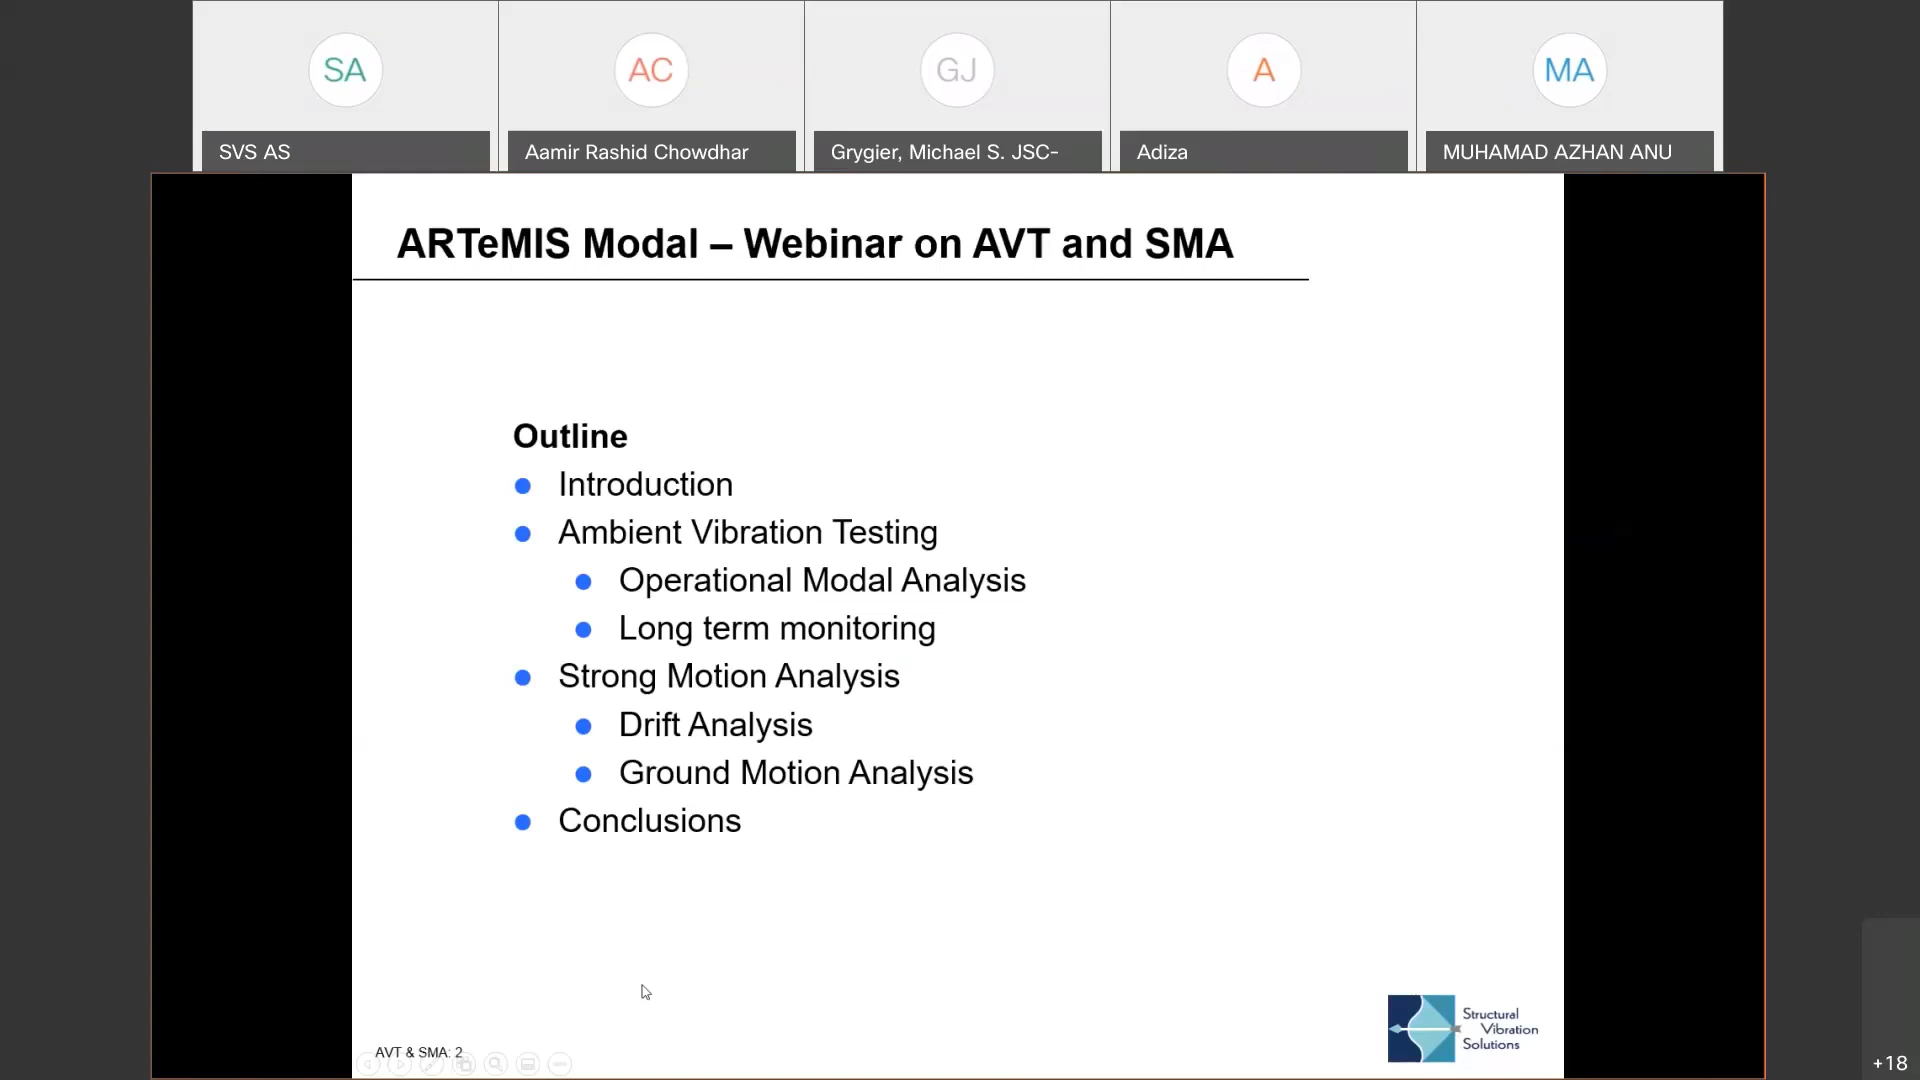 SA
AC
GJ
A
MA
SVS AS
Aamir Rashid Chowdhar
Grygier, Michael S. JSC-
Adiza
MUHAMAD AZHAN ANU
ARTeMIS Modal – Webinar on AVT and SMA
Outline
Introduction
Ambient Vibration Testing
Operational Modal Analysis
Long term monitoring
Strong Motion Analysis
Drift Analysis
Ground Motion Analysis
Conclusions
Structural
Vibration
Solutions
AVT & SMA: 2
+18